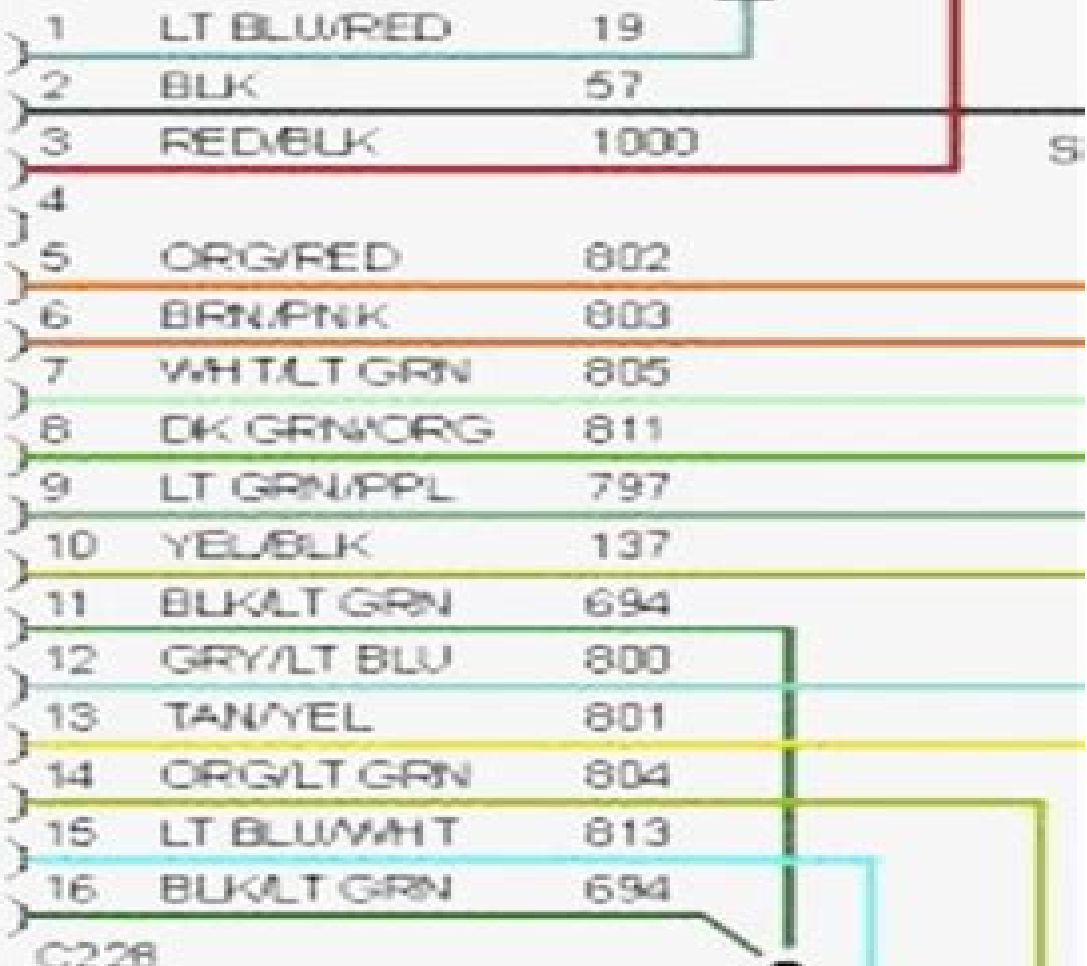 1 LT BLU/RED 19
2 BLK 57
3 RED/BLK 1000
4
5 ORG/RED 802
6 BRN/PNK 803
7 WHT/LT GRN 805
8 DK GRN/ORG 811
9 LT GRN/PPL 797
10 YEL/BLK 137
11 BLK/LT GRN 694
12 GRY/LT BLU 800
13 TAN/YEL 801
14 ORG/LT GRN 804
15 LT BLU/WHT 813
16 BLK/LT GRN 694
C228